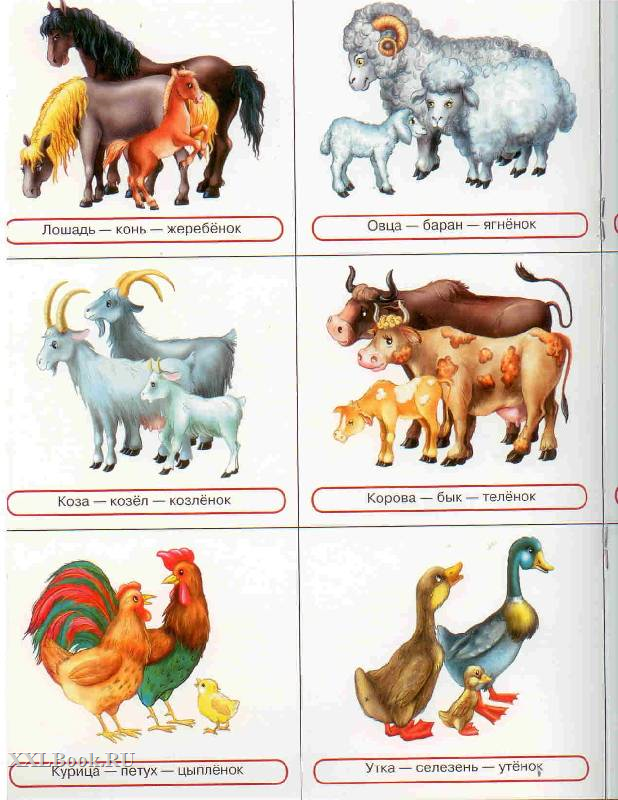 Лошадь — конь — жеребёнок
Овца — баран — ягнёнок
Коза — козёл — козлёнок
Корова — бык — телёнок
XXLBook.RU
Курица — петух — цыплёнок
Утка — селезень — утёнок